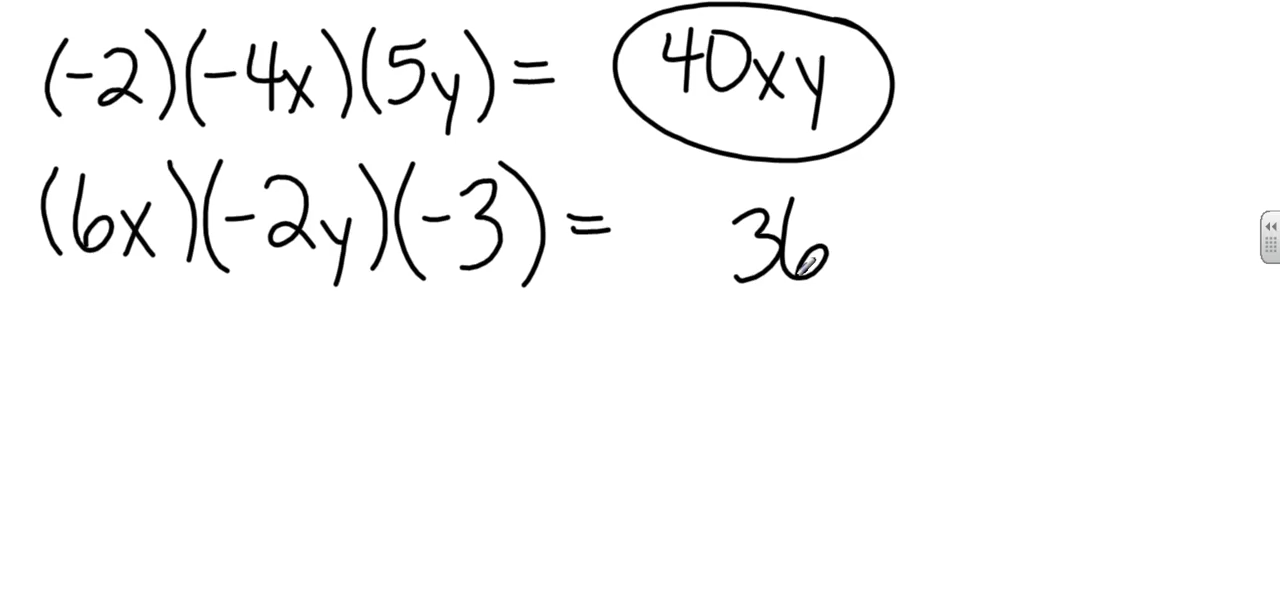 (-2)(-4x)(5y) = 40xy
(6x)(-2y)(-3) = 36